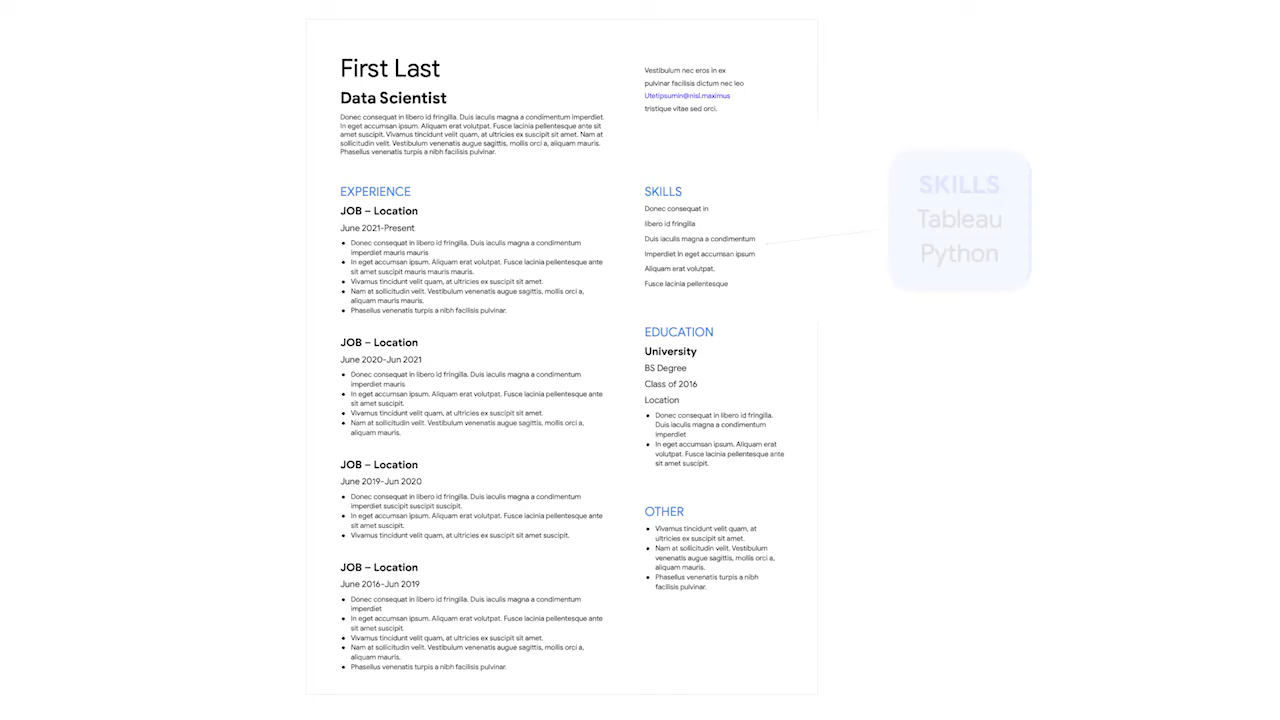 First Last
Data Scientist
Donec consequat in libero id fringilla. Duis iaculis magna a condimentum imperdiet.
In eget accumsan ipsum. Aliquam erat volutpat. Fusce lacinia pellentesque ante sit
amet suscipit. Vivamus tincidunt velit quam, at ultricies ex suscipit sit amet. Nam at
sollicitudin velit. Vestibulum venenatis augue sagittis, mollis orci a, aliquam mauris.
Phasellus venenatis turpis a nibh facilisis pulvinar.
EXPERIENCE
JOB – Location
June 2021-Present
• Donec consequat in libero id fringilla. Duis iaculis magna a condimentum
imperdiet mauris mauris
• In eget accumsan ipsum. Aliquam erat volutpat. Fusce lacinia pellentesque ante
sit amet suscipit mauris mauris mauris.
• Vivamus tincidunt velit quam, at ultricies ex suscipit sit amet.
• Nam at sollicitudin velit. Vestibulum venenatis augue sagittis, mollis orci a,
aliquam mauris mauris.
• Phasellus venenatis turpis a nibh facilisis pulvinar.
JOB – Location
June 2020-Jun 2021
• Donec consequat in libero id fringilla. Duis iaculis magna a condimentum
imperdiet mauris
• In eget accumsan ipsum. Aliquam erat volutpat. Fusce lacinia pellentesque ante
sit amet suscipit.
• Vivamus tincidunt velit quam, at ultricies ex suscipit sit amet.
• Nam at sollicitudin velit. Vestibulum venenatis augue sagittis, mollis orci a,
aliquam mauris.
JOB – Location
June 2019-Jun 2020
• Donec consequat in libero id fringilla. Duis iaculis magna a condimentum
imperdiet suscipit suscipit suscipit.
• In eget accumsan ipsum. Aliquam erat volutpat. Fusce lacinia pellentesque ante
sit amet suscipit.
• Vivamus tincidunt velit quam, at ultricies ex suscipit sit amet suscipit.
JOB – Location
June 2016-Jun 2019
• Donec consequat in libero id fringilla. Duis iaculis magna a condimentum
imperdiet
• In eget accumsan ipsum. Aliquam erat volutpat. Fusce lacinia pellentesque ante
sit amet suscipit.
• Vivamus tincidunt velit quam, at ultricies ex suscipit sit amet.
• Nam at sollicitudin velit. Vestibulum venenatis augue sagittis, mollis orci a,
aliquam mauris.
• Phasellus venenatis turpis a nibh facilisis pulvinar.
Vestibulum nec eros in ex
pulvinar facilisis dictum nec leo
Utetipsumin@nisl.maximus
tristique vitae sed orci.
SKILLS
Donec consequat in
libero id fringilla
Duis iaculis magna a condimentum
Imperdiet in eget accumsan ipsum
Aliquam erat volutpat.
Fusce lacinia pellentesque
EDUCATION
University
BS Degree
Class of 2016
Location
• Donec consequat in libero id fringilla.
Duis iaculis magna a condimentum
imperdiet
• In eget accumsan ipsum. Aliquam erat
volutpat. Fusce lacinia pellentesque ante
sit amet suscipit.
OTHER
• Vivamus tincidunt velit quam, at
ultricies ex suscipit sit amet.
• Nam at sollicitudin velit. Vestibulum
venenatis augue sagittis, mollis orci a,
aliquam mauris.
• Phasellus venenatis turpis a nibh
facilisis pulvinar.
SKILLS
Tableau
Python